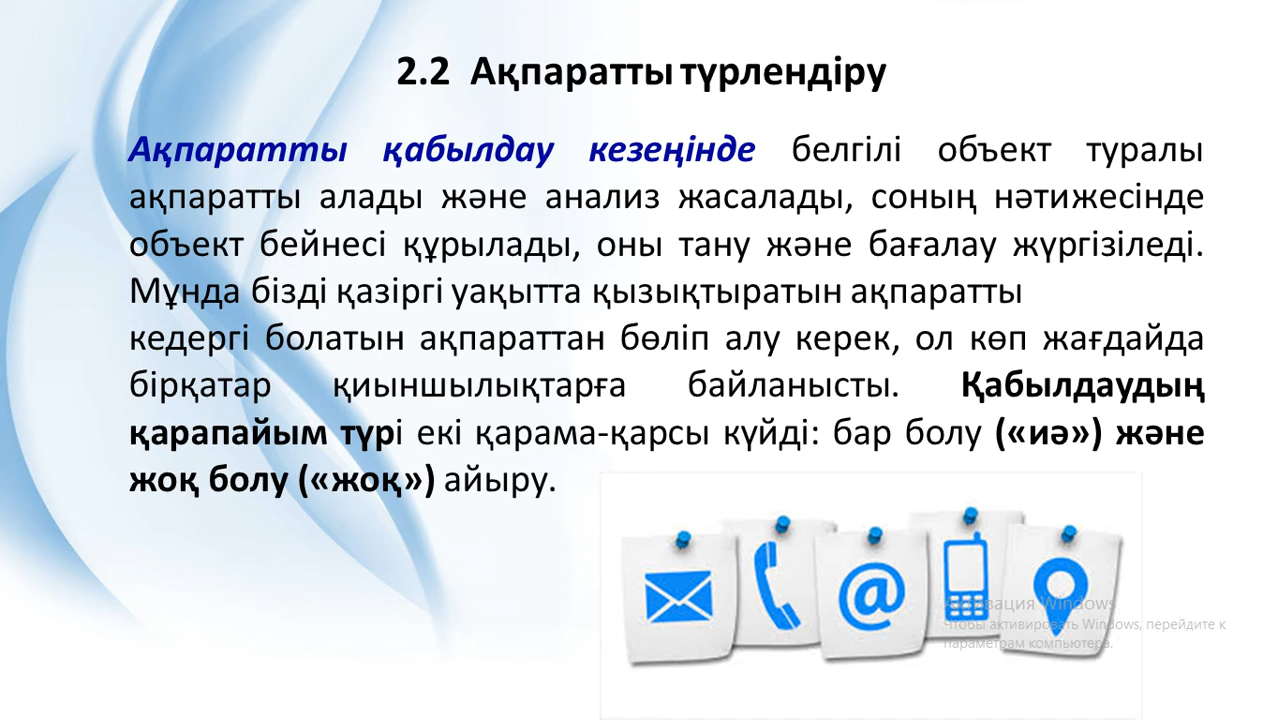 2.2 Ақпаратты түрлендіру
Ақпаратты қабылдау кезеңінде белгілі объект туралы
ақпаратты алады және анализ жасалады, соның нәтижесінде
объект бейнесі құрылады, оны тану және бағалау жүргізіледі.
Мұнда бізді қазіргі уақытта қызықтыратын ақпаратты
кедергі болатын ақпараттан бөліп алу керек, ол көп жағдайда
бірқатар қиыншылықтарға байланысты. Қабылдаудың
қарапайым түрі екі қарама-қарсы күйді: бар болу («иә») және
жоқ болу («жоқ») айыру.
@
Активация Windows
Чтобы активировать Windows, перейдите к
параметрам компьютера.